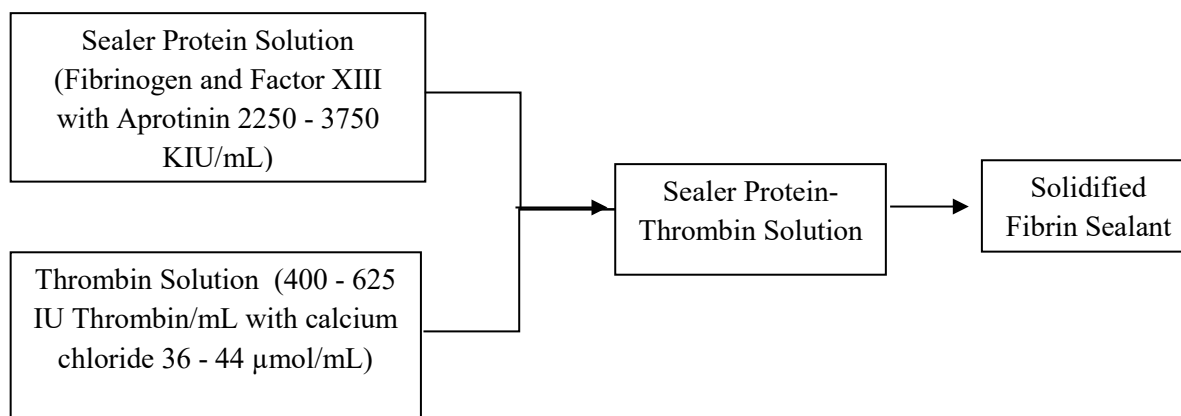 Sealer Protein Solution
(Fibrinogen and Factor XIII
with Aprotinin 2250 - 3750
KIU/mL)
Thrombin Solution (400 - 625
IU Thrombin/mL with calcium
chloride 36 - 44 µmol/mL)
Sealer Protein-
Thrombin Solution
Solidified
Fibrin Sealant